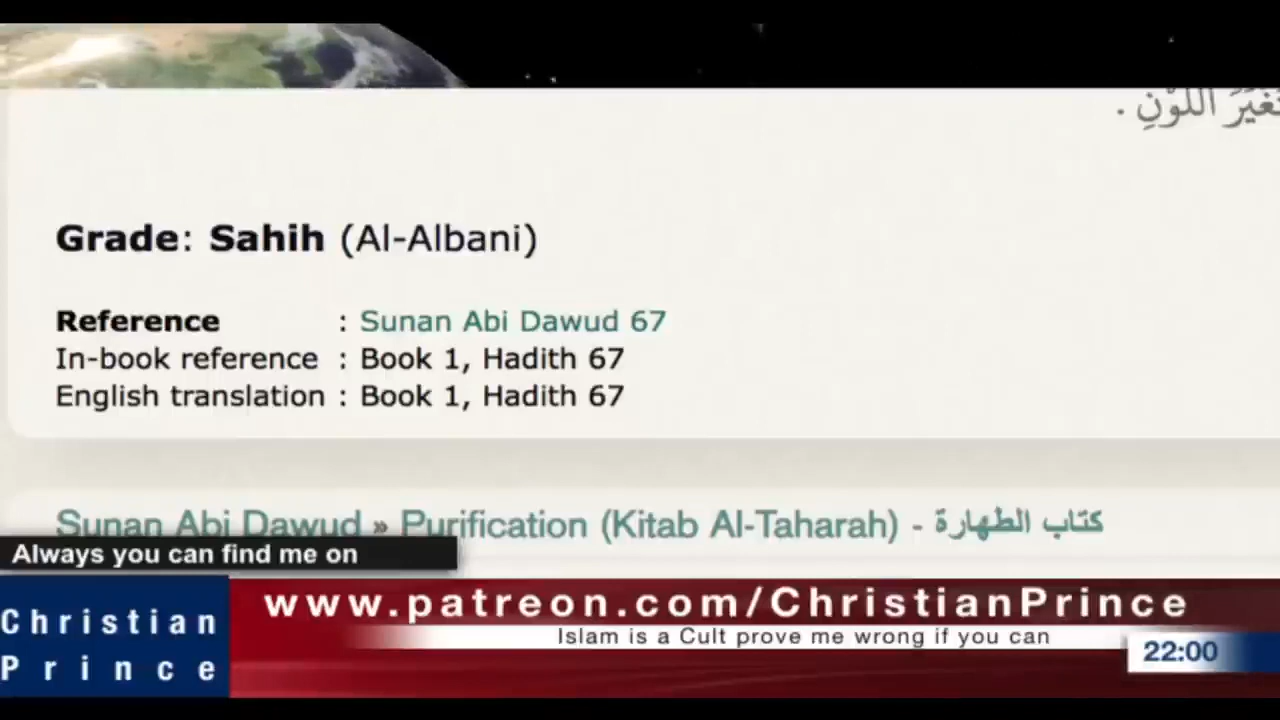 تغير اللون .
Grade: Sahih (Al-Albani)
Reference : Sunan Abi Dawud 67
In-book reference : Book 1, Hadith 67
English translation : Book 1, Hadith 67
Sunan Abi Dawud » Purification (Kitab Al-Taharah) - كتاب الطهارة
Always you can find me on
Christian
Prince
www.patreon.com/ChristianPrince
Islam is a Cult prove me wrong if you can
22:00